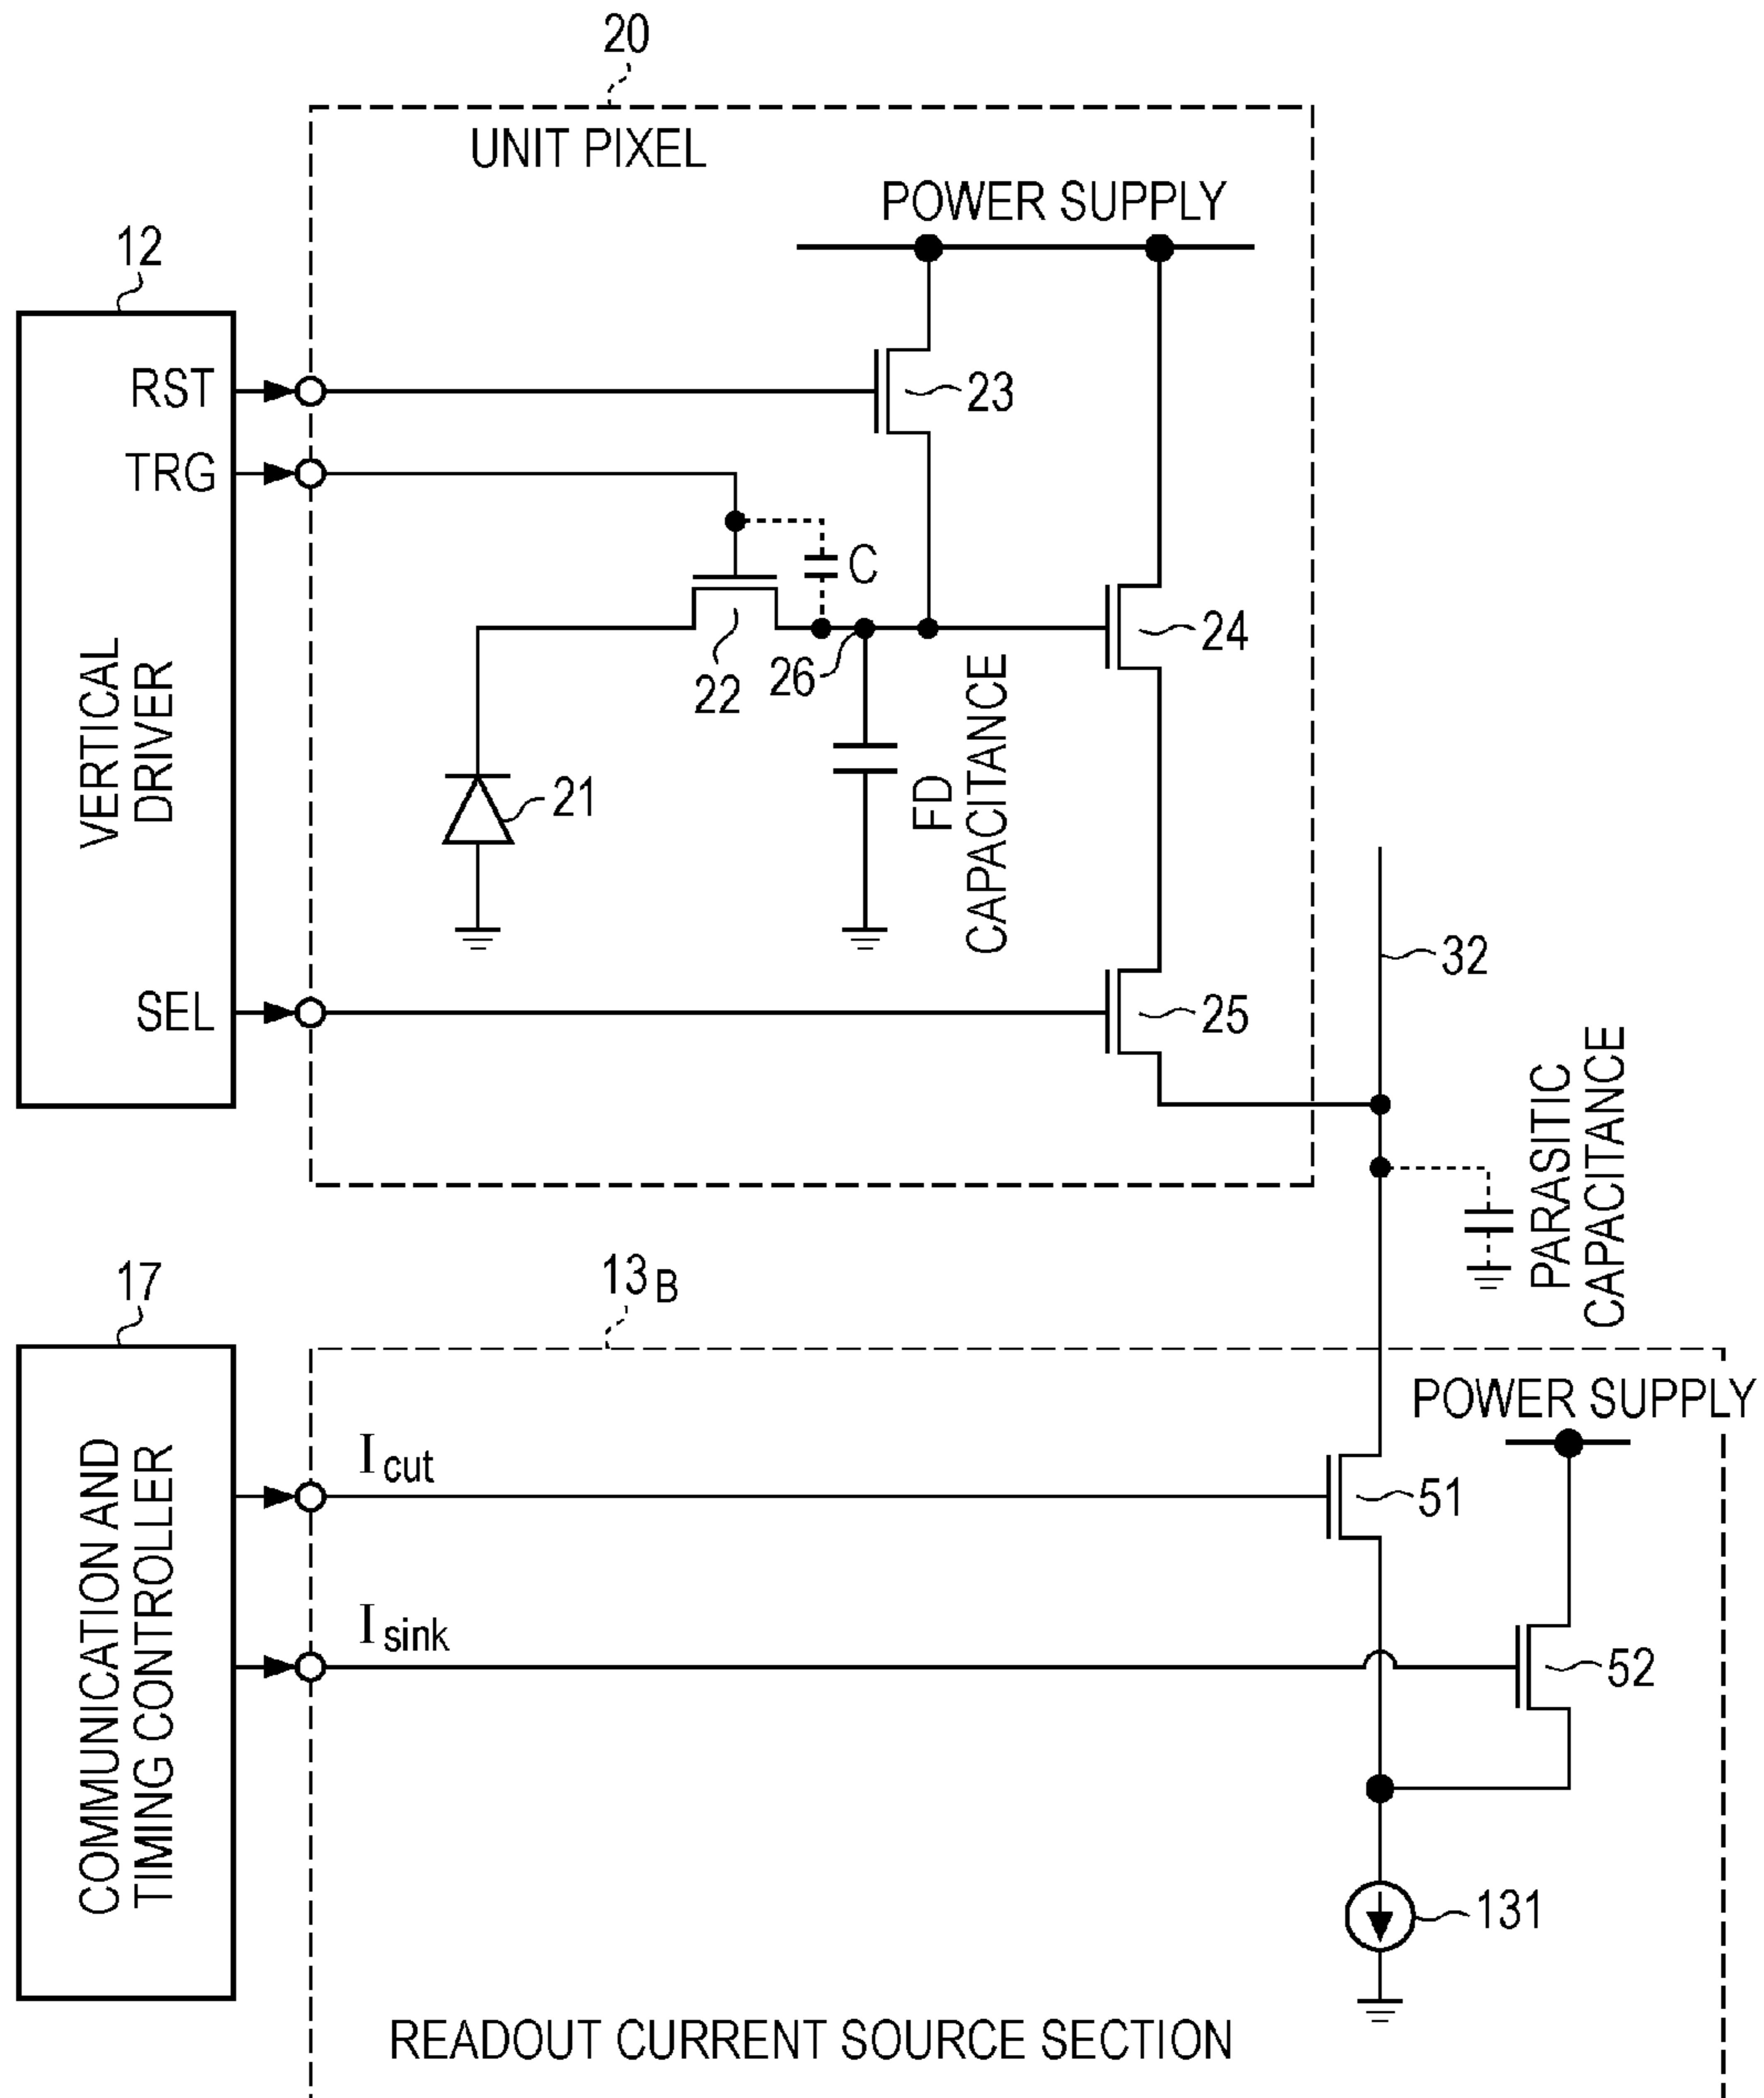 20
UNIT PIXEL
POWER SUPPLY
12
RST
23
TRG
C
24
22
26
VERTICAL
DRIVER
FD
CAPACITANCE
21
32
SEL
25
PARASITIC
CAPACITANCE
17
13B
POWER SUPPLY
COMMUNICATION AND
TIMING CONTROLLER
Icut
51
Isink
52
131
READOUT CURRENT SOURCE SECTION